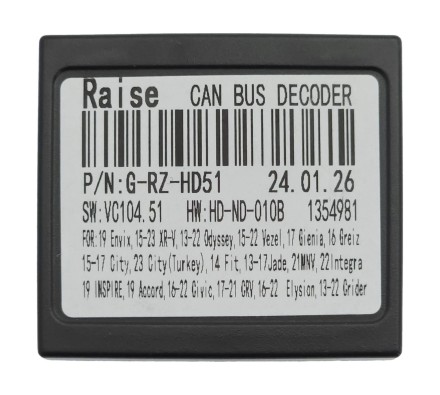 Raise CAN BUS DECODER
P/N:G-RZ-HD51 24.01.26
SW:VC104.51 HW:HD-ND-010B 1354981
FOR:19 Envix,15-23 XR-V,13-22 Odyssey,15-22 Vezel,17 Gienia,16 Greiz
15-17 City,23 City(Turkey),14 Fit,13-17Jade,21MNV,22Integra
19 INSPIRE,19 Accord,16-22 Civic,17-21 CRV,16-22 Elysion,13-22 Crider